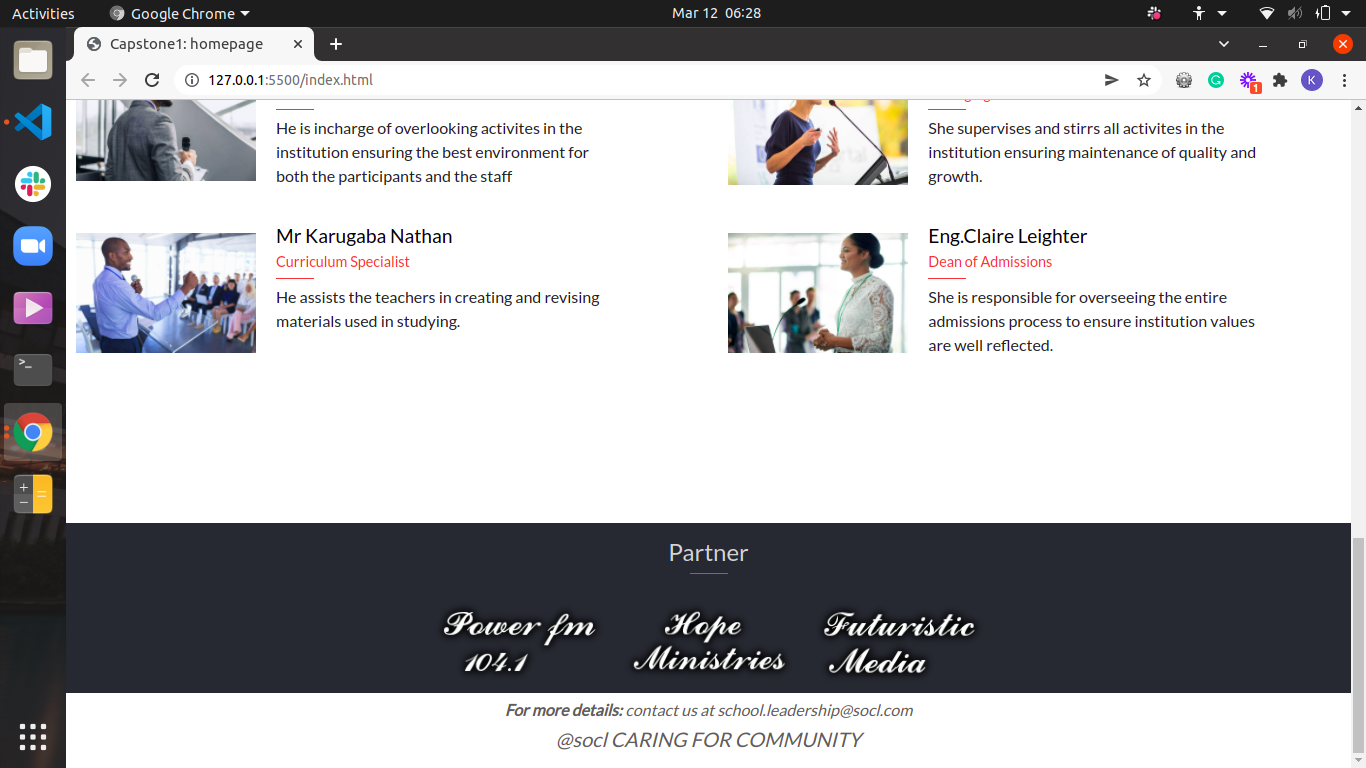 Activities
Google Chrome
Mar 12 06:28
Capstone1: homepage
127.0.0.1:5500/index.html
1
K
He is incharge of overlooking activites in the
institution ensuring the best environment for
both the participants and the staff
She supervises and stirrs all activites in the
institution ensuring maintenance of quality and
growth.
Mr Karugaba Nathan
Curriculum Specialist
He assists the teachers in creating and revising
materials used in studying.
Eng.Claire Leighter
Dean of Admissions
She is responsible for overseeing the entire
admissions process to ensure institution values
are well reflected.
Partner
Power fm
104.1
Hope
Ministries
Futuristic
Media
For more details: contact us at school.leadership@socl.com
@socl CARING FOR COMMUNITY